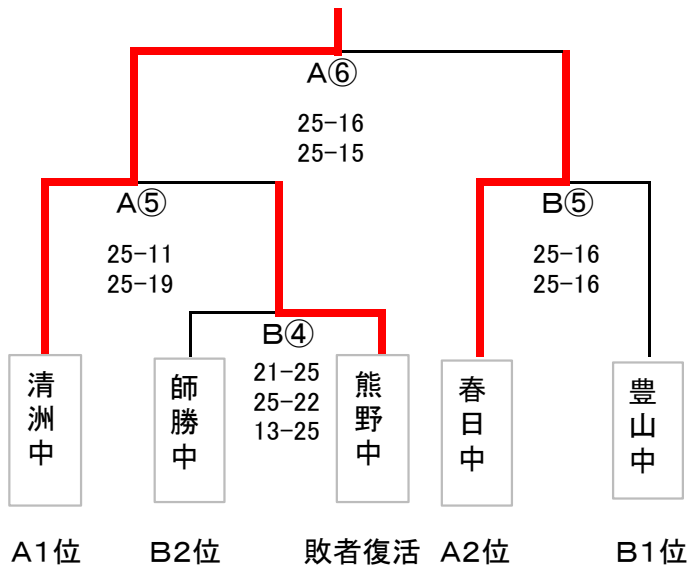 A⑥
25-16
25-15
A⑤
B⑤
25-11
25-19
25-16
25-16
B④
21-25
25-22
13-25
清洲中
師勝中
熊野中
春日中
豊山中
A1位
B2位
敗者復活
A2位
B1位